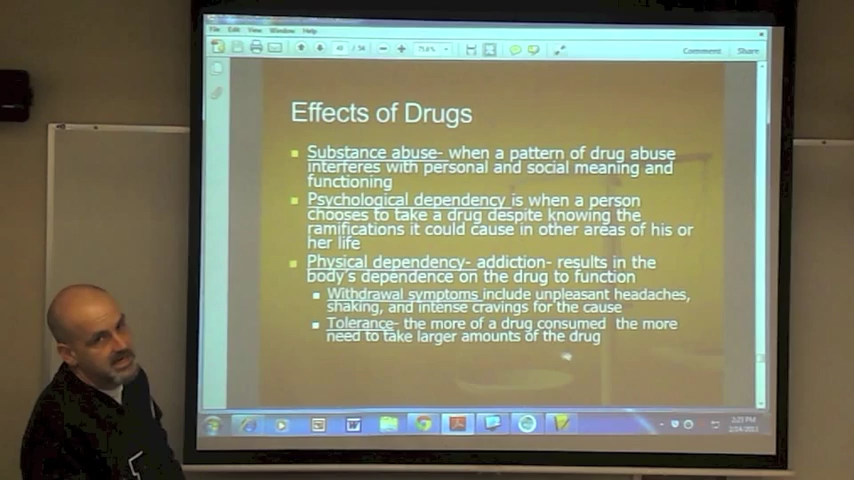 File Edit View Window Help
49 / 54 75.4% Comment Share
Effects of Drugs
Substance abuse- when a pattern of drug abuse
interferes with personal and social meaning and
functioning
Psychological dependency is when a person
chooses to take a drug despite knowing the
ramifications it could cause in other areas of his or
her life
Physical dependency- addiction- results in the
body's dependence on the drug to function
Withdrawal symptoms include unpleasant headaches,
shaking, and intense cravings for the cause
Tolerance- the more of a drug consumed the more
need to take larger amounts of the drug